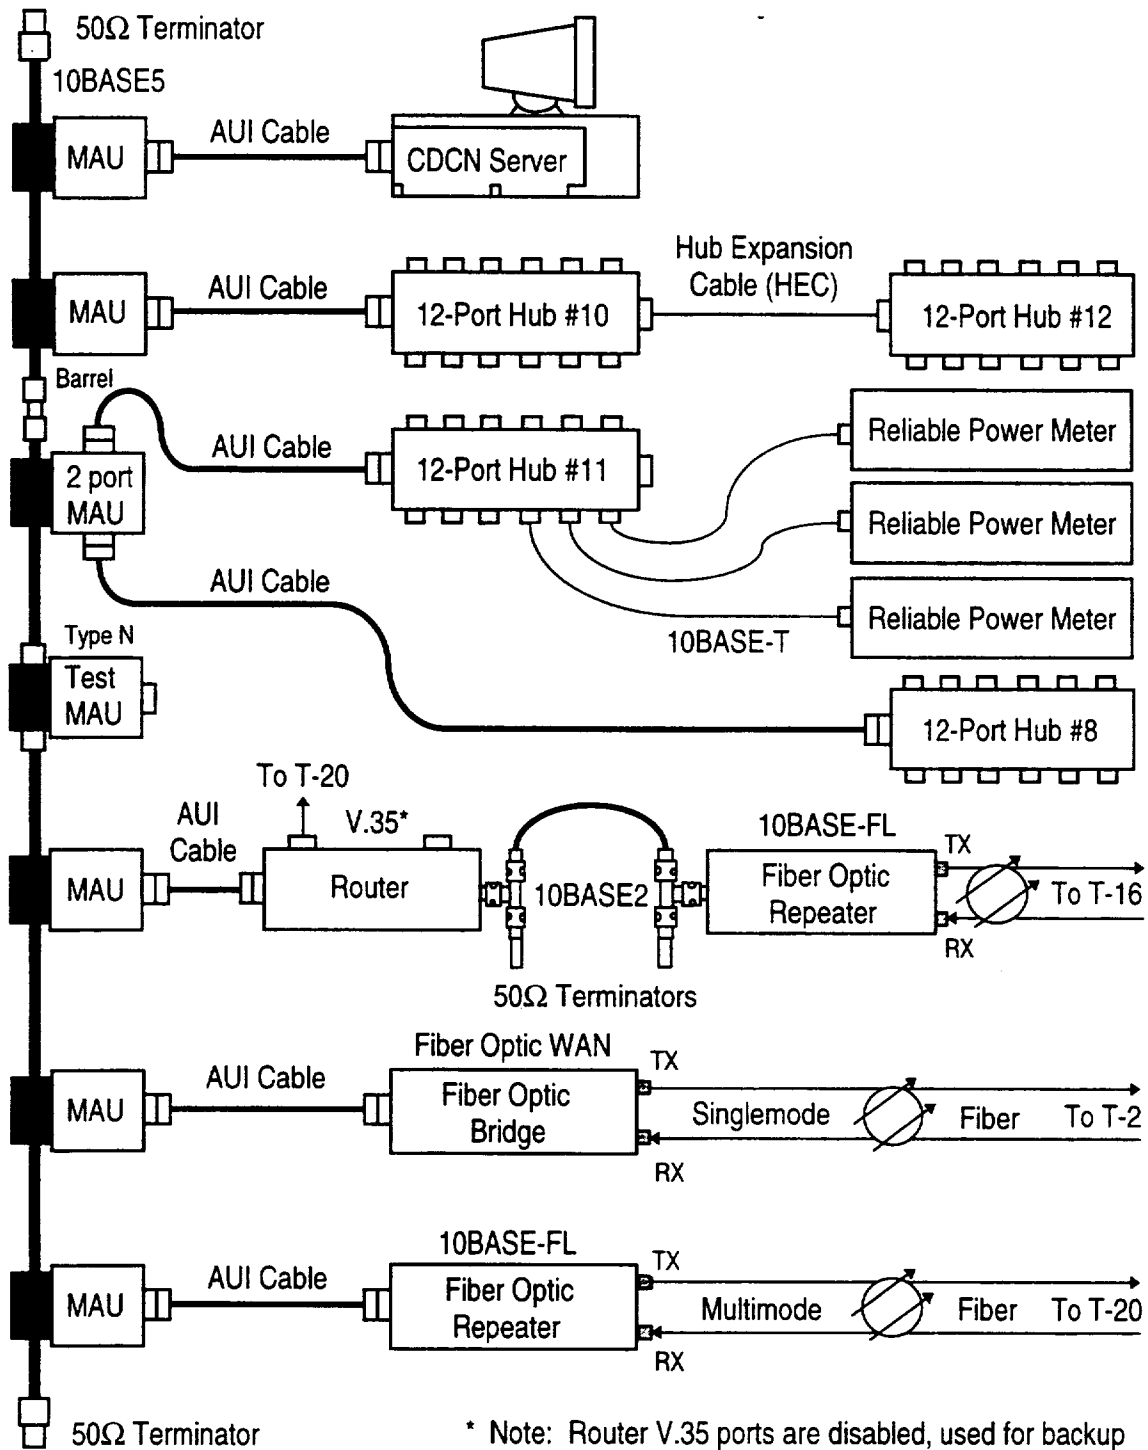 50Ω Terminator
10BASE5
MAU
AUI Cable
CDCN Server
MAU
AUI Cable
12-Port Hub #10
Hub Expansion
Cable (HEC)
12-Port Hub #12
Barrel
2 port
MAU
AUI Cable
12-Port Hub #11
Reliable Power Meter
Reliable Power Meter
Reliable Power Meter
10BASE-T
AUI Cable
12-Port Hub #8
Type N
Test
MAU
MAU
AUI
Cable
To T-20
V.35*
Router
10BASE2
50Ω Terminators
10BASE-FL
Fiber Optic
Repeater
TX
To T-16
RX
MAU
AUI Cable
Fiber Optic WAN
Fiber Optic
Bridge
TX
Singlemode
Fiber
To T-2
RX
MAU
AUI Cable
10BASE-FL
Fiber Optic
Repeater
TX
Multimode
Fiber
To T-20
RX
50Ω Terminator
* Note: Router V.35 ports are disabled, used for backup